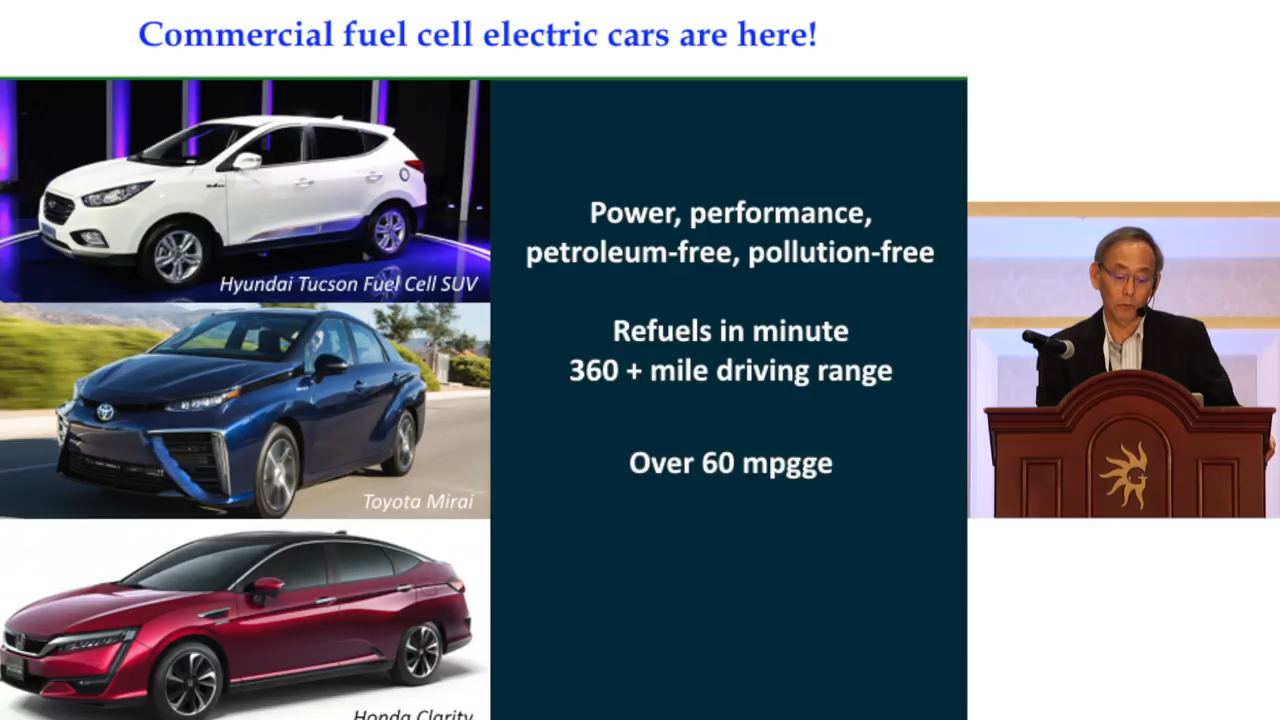 Commercial fuel cell electric cars are here!
Hyundai Tucson Fuel Cell SUV
Power, performance,
petroleum-free, pollution-free
Refuels in minute
360 + mile driving range
Over 60 mpgge
Toyota Mirai
Honda Clarity